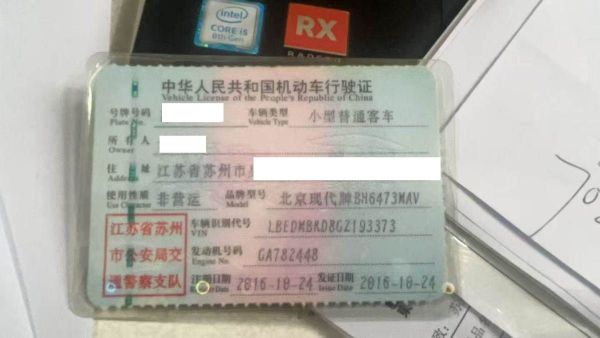 intel
CORE i5
8th Gen
RX
RADEON
中华人民共和国机动车行驶证
Vehicle License of the People's Republic of China
号牌号码 车辆类型 小型普通客车
Plate No. Vehicle Type
所有人
Owner
住址 江苏省苏州市
Address
使用性质 非营运 品牌型号 北京现代牌BH6473MAV
Use Character Model
江苏省苏州 车辆识别代号 LBEDMBKD8GZ193373
VIN
市公安局交 发动机号码 GA782448
Engine No.
通警察支队 注册日期 2016-10-24 发证日期 2016-10-24
Register Date Issue Date